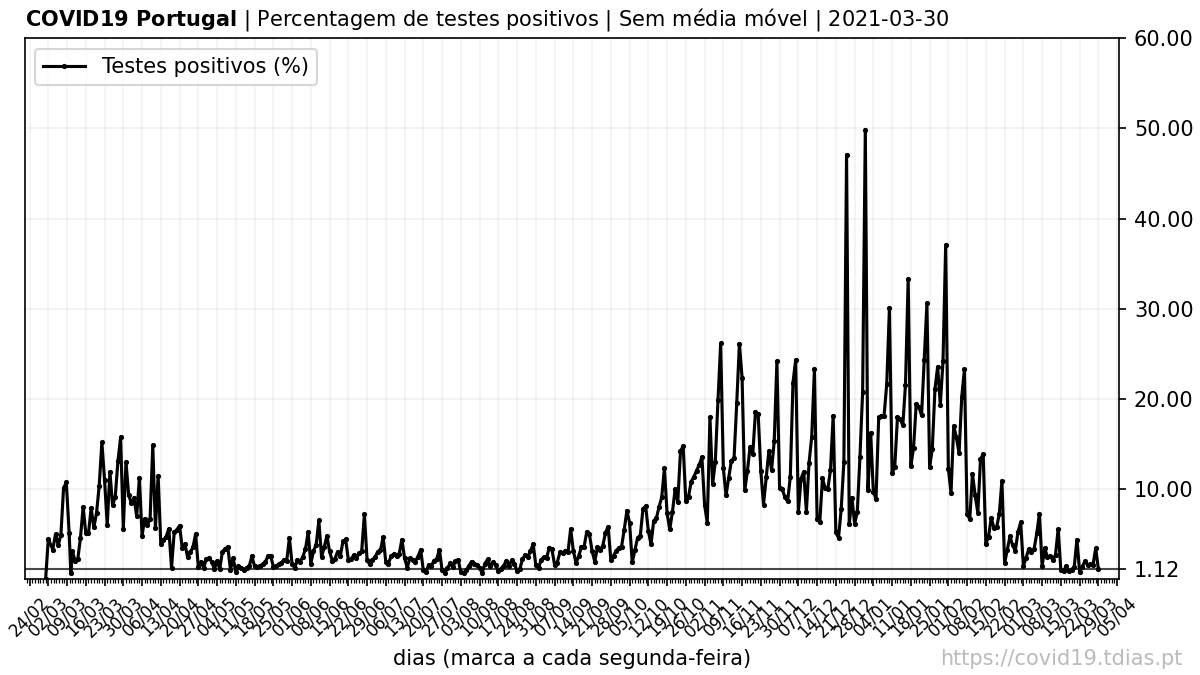 COVID19 Portugal | Percentagem de testes positivos | Sem média móvel | 2021-03-30
Testes positivos (%)
60.00
50.00
40.00
30.00
20.00
10.00
1.12
24/02 02/03 09/03 16/03 23/03 30/03 06/04 13/04 20/04 27/04 04/05 11/05 18/05 25/05 01/06 08/06 15/06 22/06 29/06 06/07 13/07 20/07 27/07 03/08 10/08 17/08 24/08 31/08 07/09 14/09 21/09 28/09 05/10 12/10 19/10 26/10 02/11 09/11 16/11 23/11 30/11 07/12 14/12 21/12 28/12 04/01 11/01 18/01 25/01 01/02 08/02 15/02 22/02 01/03 08/03 15/03 22/03 29/03 05/04
dias (marca a cada segunda-feira)
https://covid19.tdias.pt